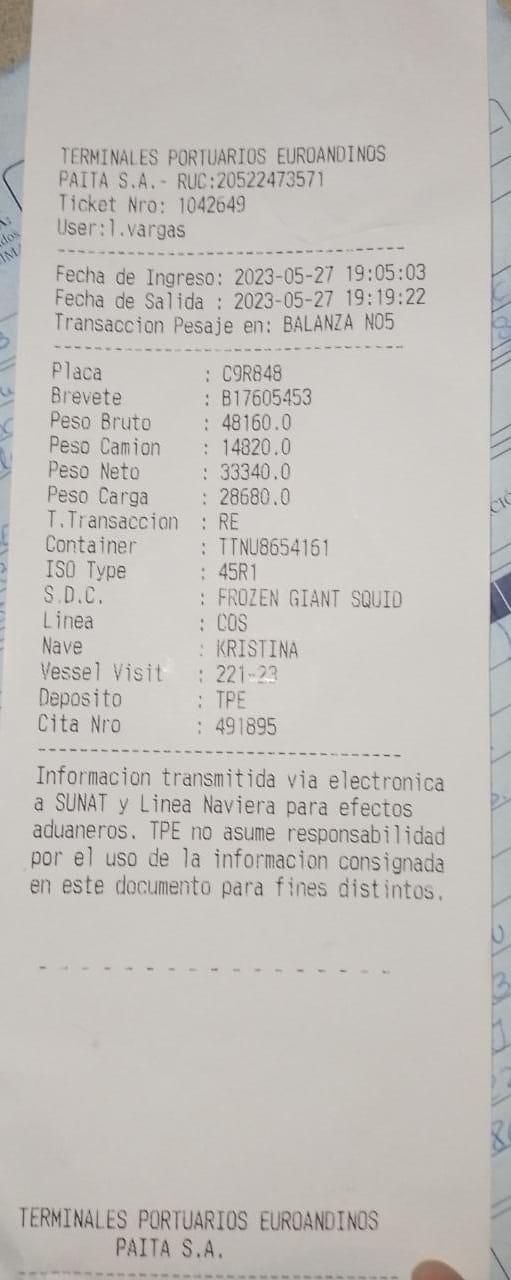 TERMINALES PORTUARIOS EUROANDINOS
PAITA S.A.- RUC:20522473571
Ticket Nro: 1042649
User:l.vargas
Fecha de Ingreso: 2023-05-27 19:05:03
Fecha de Salida : 2023-05-27 19:19:22
Transaccion Pesaje en: BALANZA NO5
Placa : C9R848
Brevete : B17605453
Peso Bruto : 48160.0
Peso Camion : 14820.0
Peso Neto : 33340.0
Peso Carga : 28680.0
T.Transaccion : RE
Container : TTNU8654161
ISO Type : 45R1
S.D.C. : FROZEN GIANT SQUID
Linea : COS
Nave : KRISTINA
Vessel Visit : 221-23
Deposito : TPE
Cita Nro : 491895
Informacion transmitida via electronica
a SUNAT y Linea Naviera para efectos
aduaneros. TPE no asume responsabilidad
por el uso de la informacion consignada
en este documento para fines distintos.
TERMINALES PORTUARIOS EUROANDINOS
PAITA S.A.